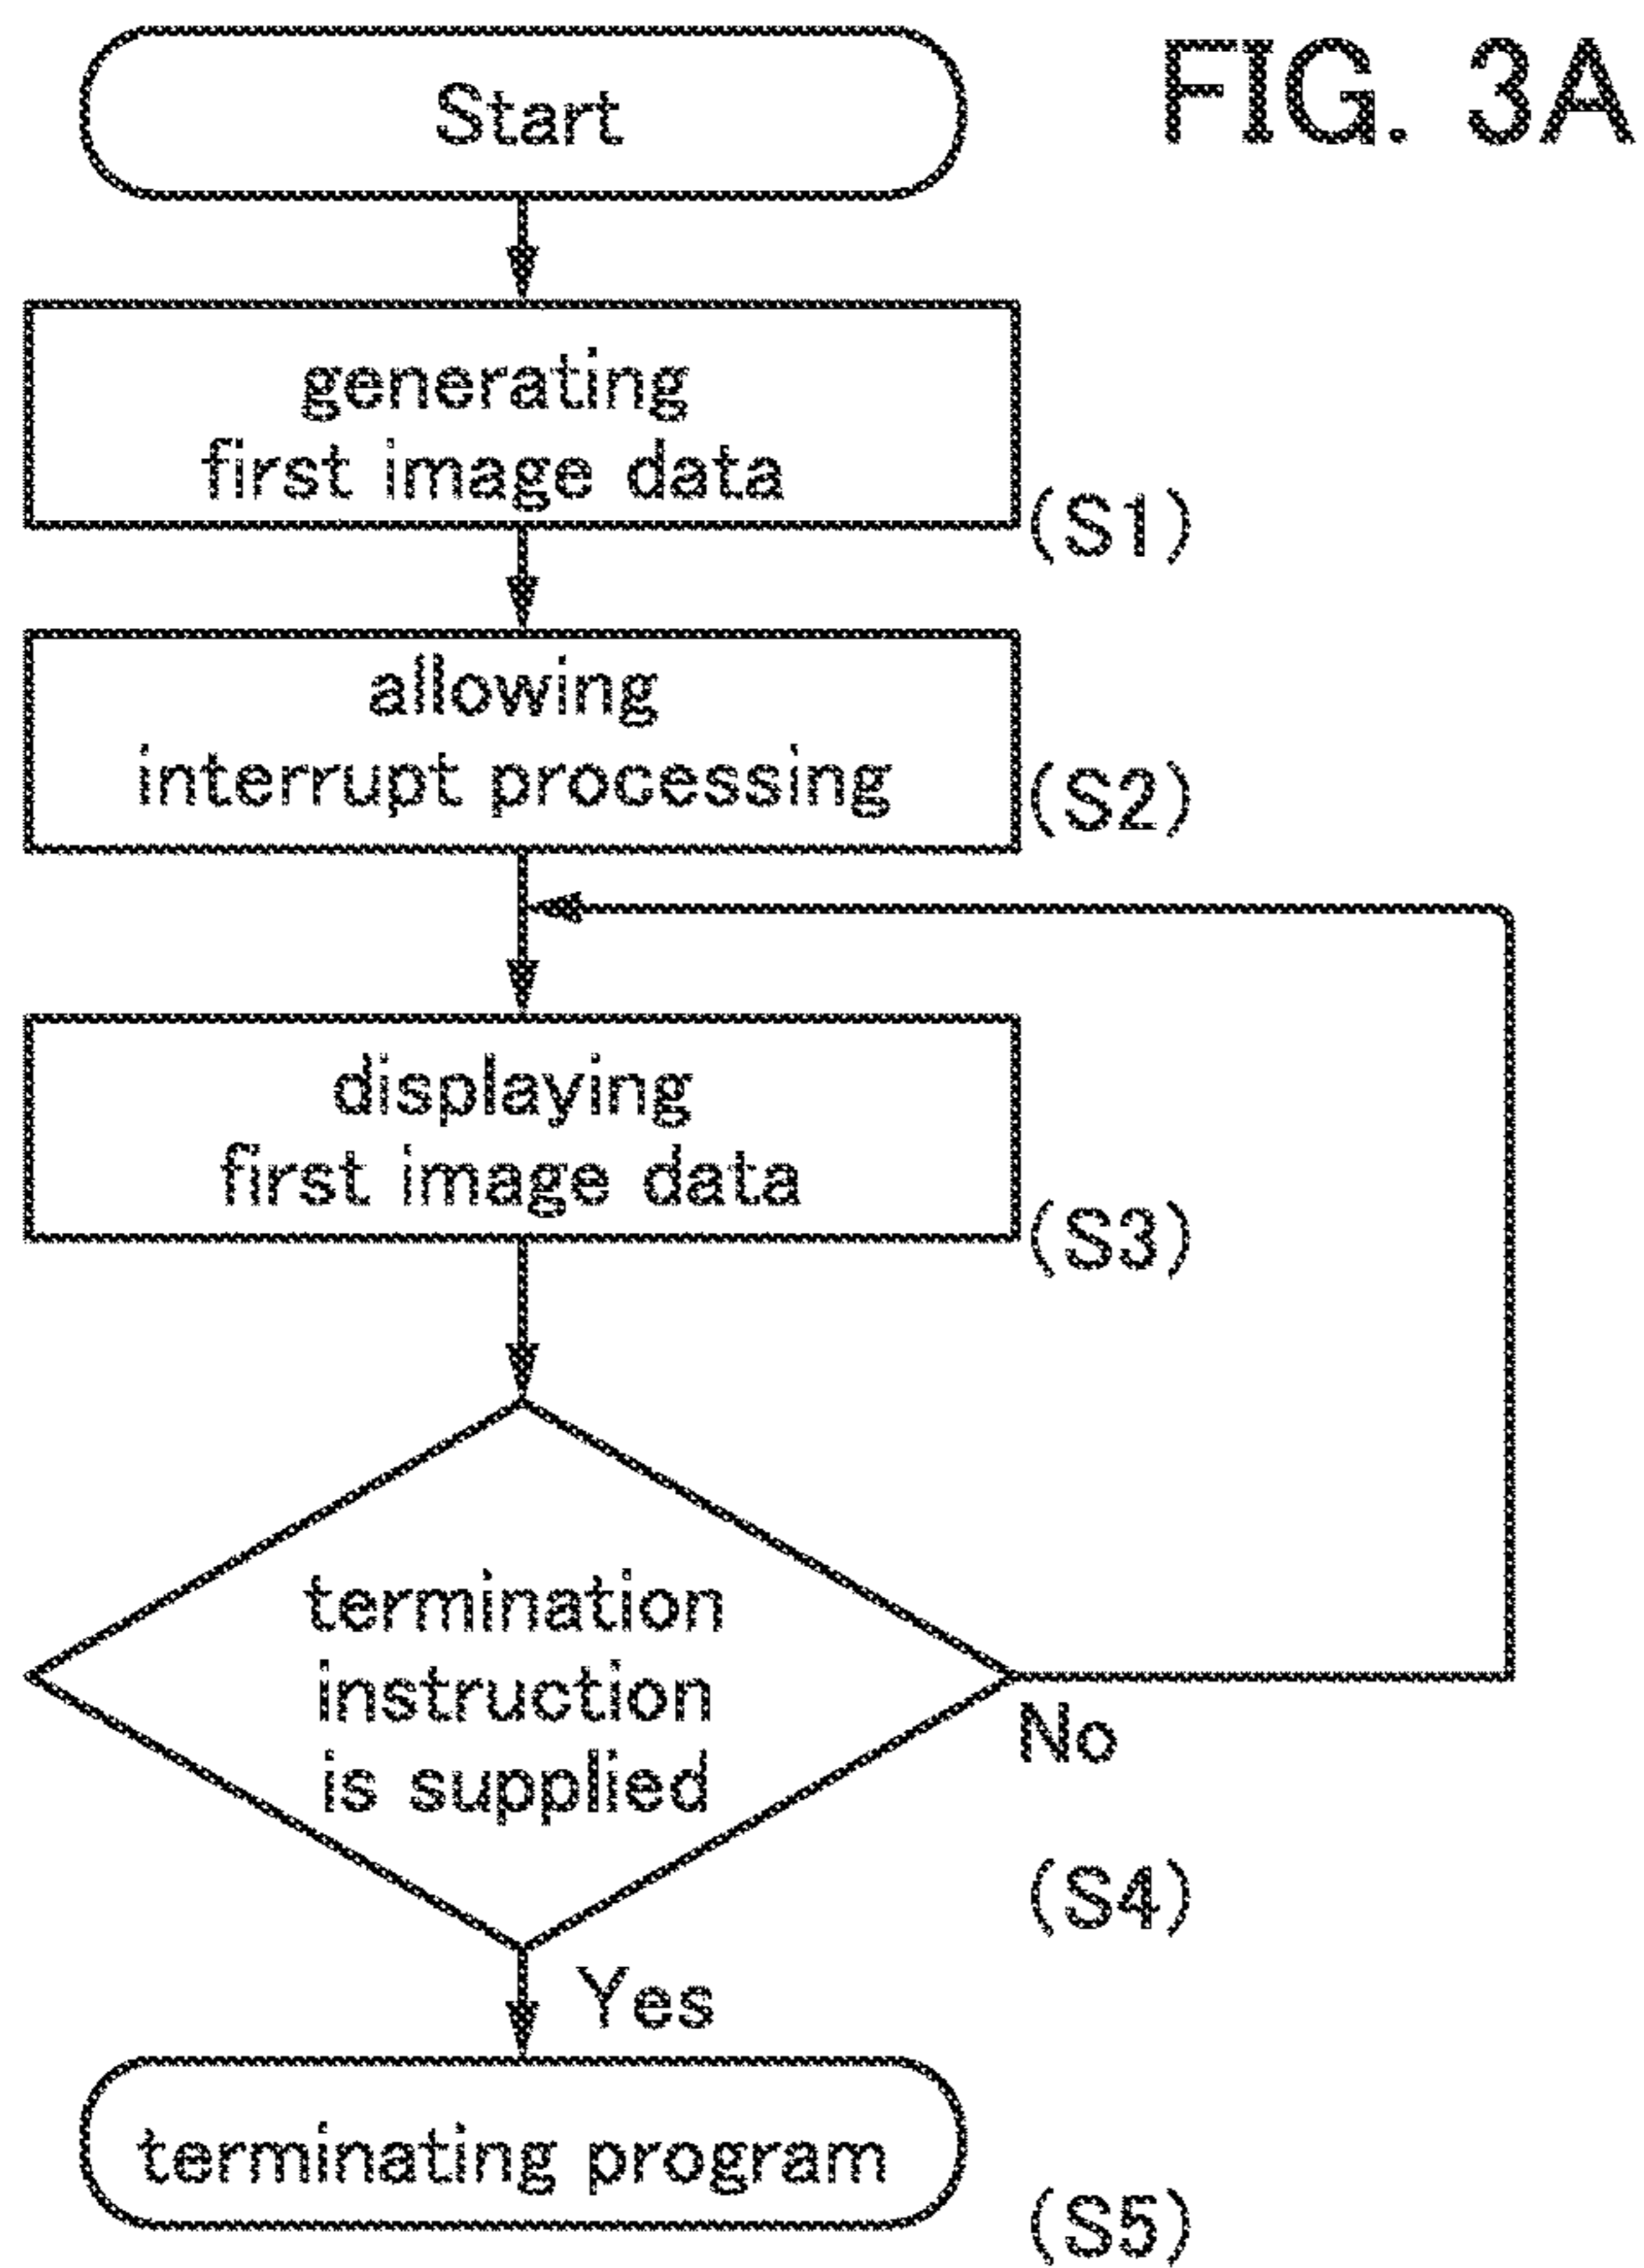 FIG. 3A
Start
generating
first image data
(S1)
allowing
interrupt processing
(S2)
displaying
first image data
(S3)
termination
instruction
is supplied
No
(S4)
Yes
terminating program
(S5)